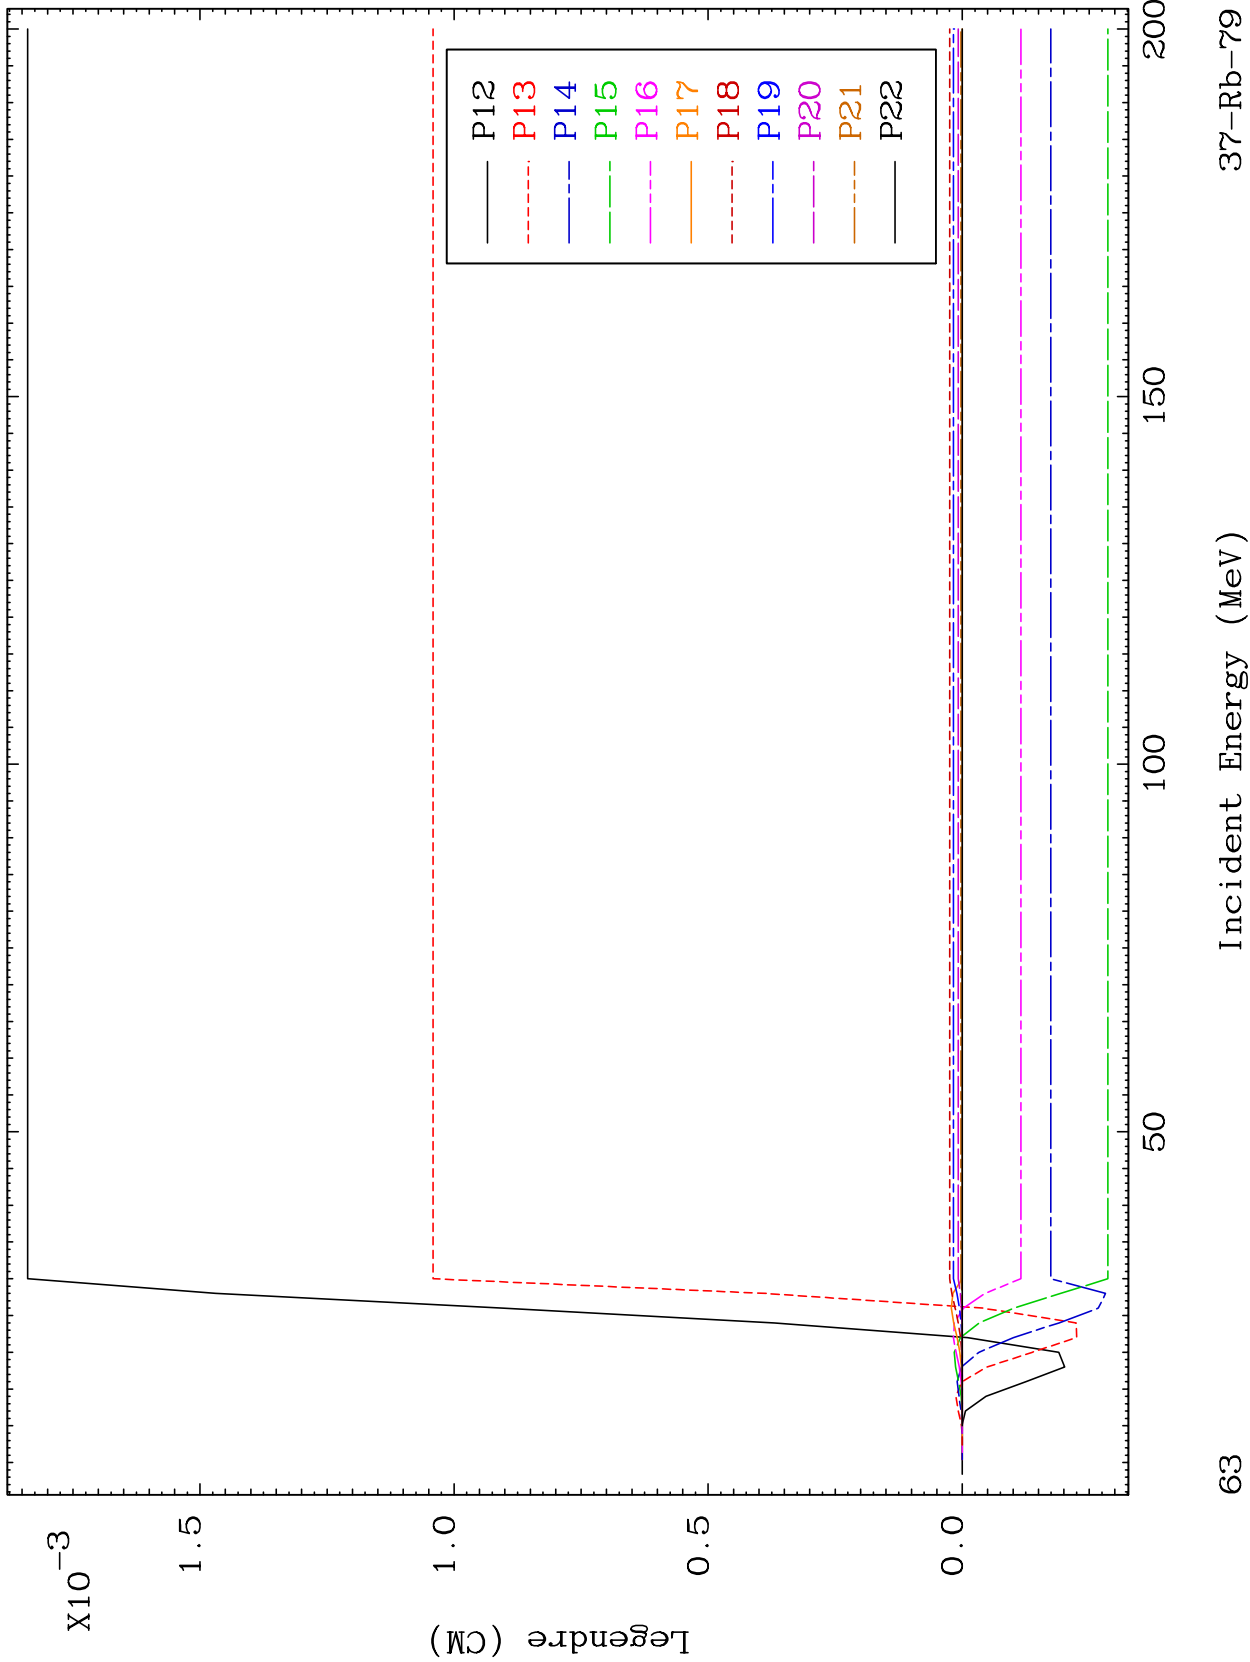 X10
-3
1.5
1.0
0.5
0.0
Legendre (CM)
P12
P13
P14
P15
P16
P17
P18
P19
P20
P21
P22
50
100
150
200
63
Incident Energy (MeV)
37-Rb-79